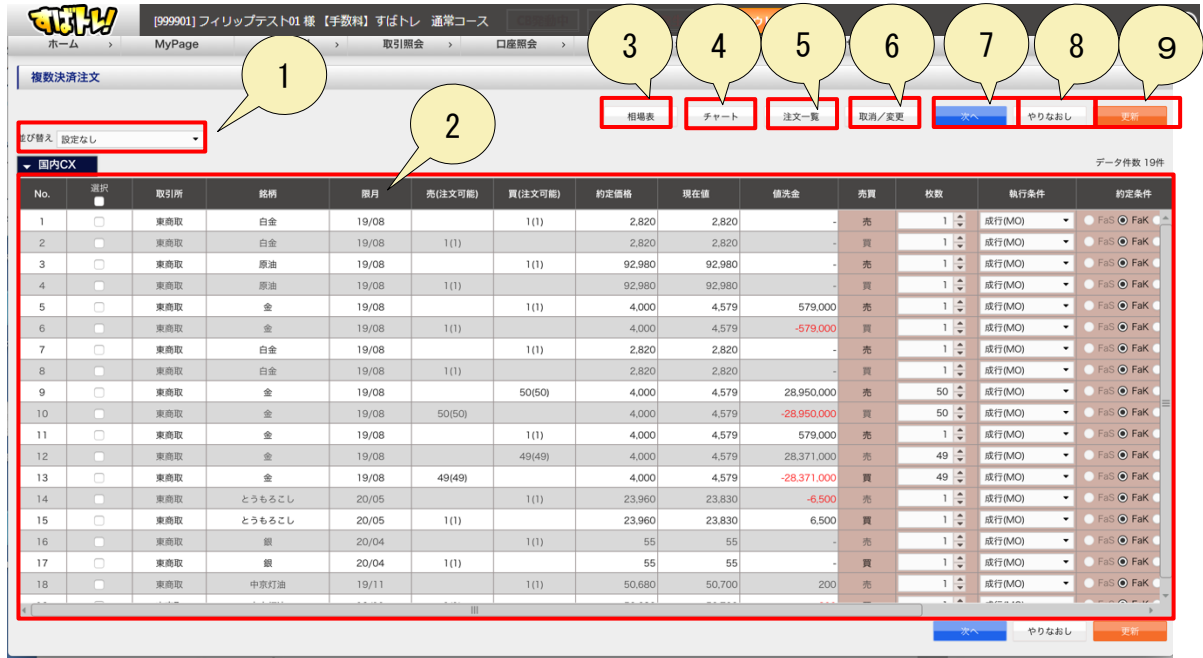 すばトレ!
[999901] フィリップテスト01 様 【手数料】すばトレ 通常コース
ホーム > MyPage > 取引照会 > 口座照会 >
複数決済注文
1 2 3 4 5 6 7 8 9
相場表 チャート 注文一覧 取消/変更 次へ やりなおし 更新
並び替え 設定なし
国内CX
データ件数 19件
No. 選択 取引所 銘柄 限月 売(注文可能) 買(注文可能) 約定価格 現在値 値洗金 売買 枚数 執行条件 約定条件
1 東商取 白金 19/08 1(1) 2,820 2,820 - 売 1 成行(MO) FaS FaK
2 東商取 白金 19/08 1(1) 2,820 2,820 - 買 1 成行(MO) FaS FaK
3 東商取 原油 19/08 1(1) 92,980 92,980 - 売 1 成行(MO) FaS FaK
4 東商取 原油 19/08 1(1) 92,980 92,980 - 買 1 成行(MO) FaS FaK
5 東商取 金 19/08 1(1) 4,000 4,579 579,000 売 1 成行(MO) FaS FaK
6 東商取 金 19/08 1(1) 4,000 4,579 -579,000 買 1 成行(MO) FaS FaK
7 東商取 白金 19/08 1(1) 2,820 2,820 - 売 1 成行(MO) FaS FaK
8 東商取 白金 19/08 1(1) 2,820 2,820 - 買 1 成行(MO) FaS FaK
9 東商取 金 19/08 50(50) 4,000 4,579 28,950,000 売 50 成行(MO) FaS FaK
10 東商取 金 19/08 50(50) 4,000 4,579 -28,950,000 買 50 成行(MO) FaS FaK
11 東商取 金 19/08 1(1) 4,000 4,579 579,000 売 1 成行(MO) FaS FaK
12 東商取 金 19/08 49(49) 4,000 4,579 28,371,000 売 49 成行(MO) FaS FaK
13 東商取 金 19/08 49(49) 4,000 4,579 -28,371,000 買 49 成行(MO) FaS FaK
14 東商取 とうもろこし 20/05 1(1) 23,960 23,830 -6,500 売 1 成行(MO) FaS FaK
15 東商取 とうもろこし 20/05 1(1) 23,960 23,830 6,500 買 1 成行(MO) FaS FaK
16 東商取 銀 20/04 1(1) 55 55 - 売 1 成行(MO) FaS FaK
17 東商取 銀 20/04 1(1) 55 55 - 買 1 成行(MO) FaS FaK
18 東商取 中京灯油 19/11 1(1) 50,680 50,700 200 売 1 成行(MO) FaS FaK
次へ やりなおし 更新